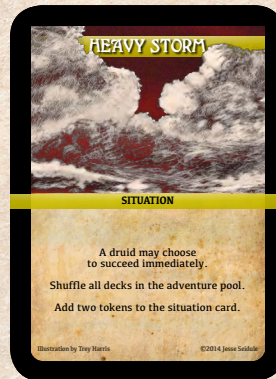 HEAVY STORM
SITUATION
A druid may choose
to succeed immediately.
Shuffle all decks in the adventure pool.
Add two tokens to the situation card.
Illustration by Trey Harris ©2014 Jesse Seidule